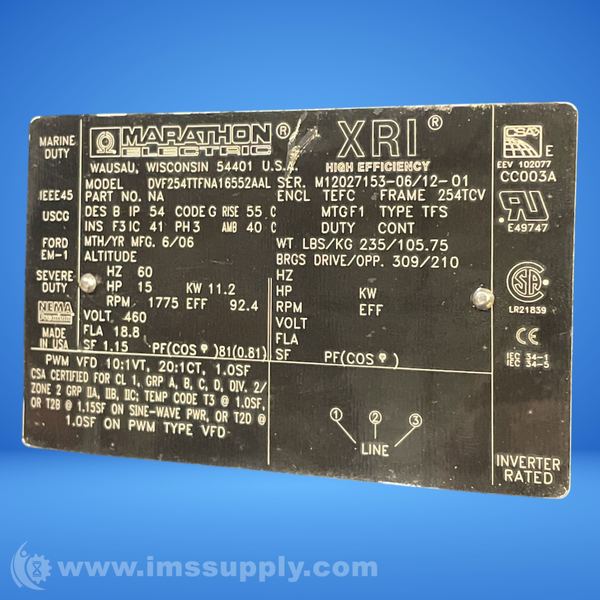 MARINE DUTY
IEEE45
USCG
FORD EM-1
SEVERE DUTY
NEMA Premium
MADE IN USA
MARATHON® ELECTRIC
XRI®
WAUSAU, WISCONSIN 54401 U.S.A.
HIGH EFFICIENCY
MODEL DVF254TTFNA16552AAL SER. M12027153-06/12-01
PART NO. NA ENCL TEFC FRAME 254TCV
DES B IP 54 CODE G RISE 55 C MTGF1 TYPE TFS
INS F3 IC 41 PH 3 AMB 40 C DUTY CONT
MTH/YR MFG. 6/06 WT LBS/KG 235/105.75
ALTITUDE BRGS DRIVE/OPP. 309/210
HZ 60 HZ
HP 15 KW 11.2 HP KW
RPM 1775 EFF 92.4 RPM EFF
VOLT 460 VOLT
FLA 18.8 FLA
SF 1.15 PF(COS φ)81(0.81) SF PF(COS φ)
PWM VFD 10:1VT, 20:1CT, 1.0SF
CSA CERTIFIED FOR CL 1, GRP A, B, C, D, DIV. 2/
ZONE 2 GRP IIA, IIB, IIC; TEMP CODE T3 @ 1.0SF,
OR T2B @ 1.15SF ON SINE-WAVE PWR, OR T2D @
1.0SF ON PWM TYPE VFD
1 2 3
LINE
CSA E
EEV 102077
CC003A
UR
E49747
SA
LR21839
CE
IEC 34-1
IEC 34-5
INVERTER RATED
www.imssupply.com